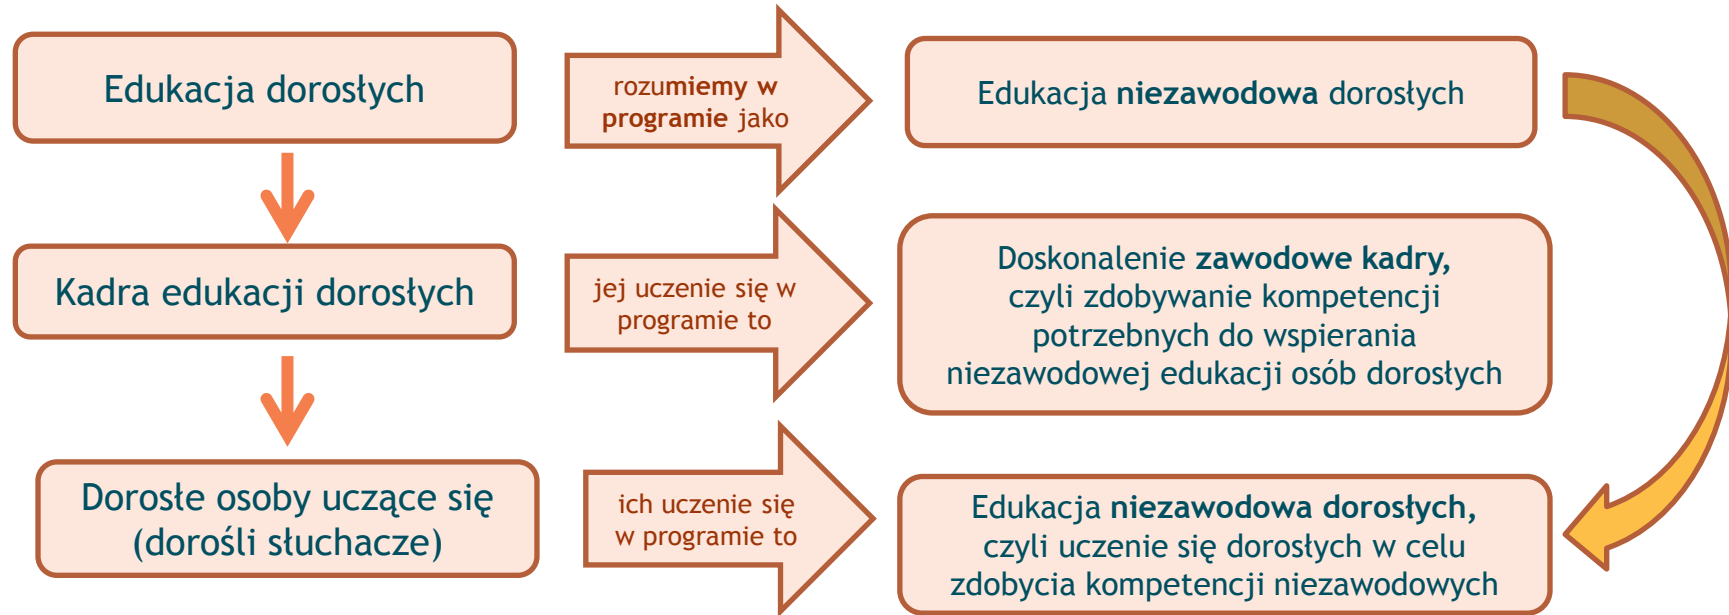 Edukacja dorosłych
rozumiemy w
programie jako
Edukacja niezawodowa dorosłych
Kadra edukacji dorosłych
jej uczenie się w
programie to
Doskonalenie zawodowe kadry,
czyli zdobywanie kompetencji
potrzebnych do wspierania
niezawodowej edukacji osób dorosłych
Dorosłe osoby uczące się
(dorośli słuchacze)
ich uczenie się
w programie to
Edukacja niezawodowa dorosłych,
czyli uczenie się dorosłych w celu
zdobycia kompetencji niezawodowych